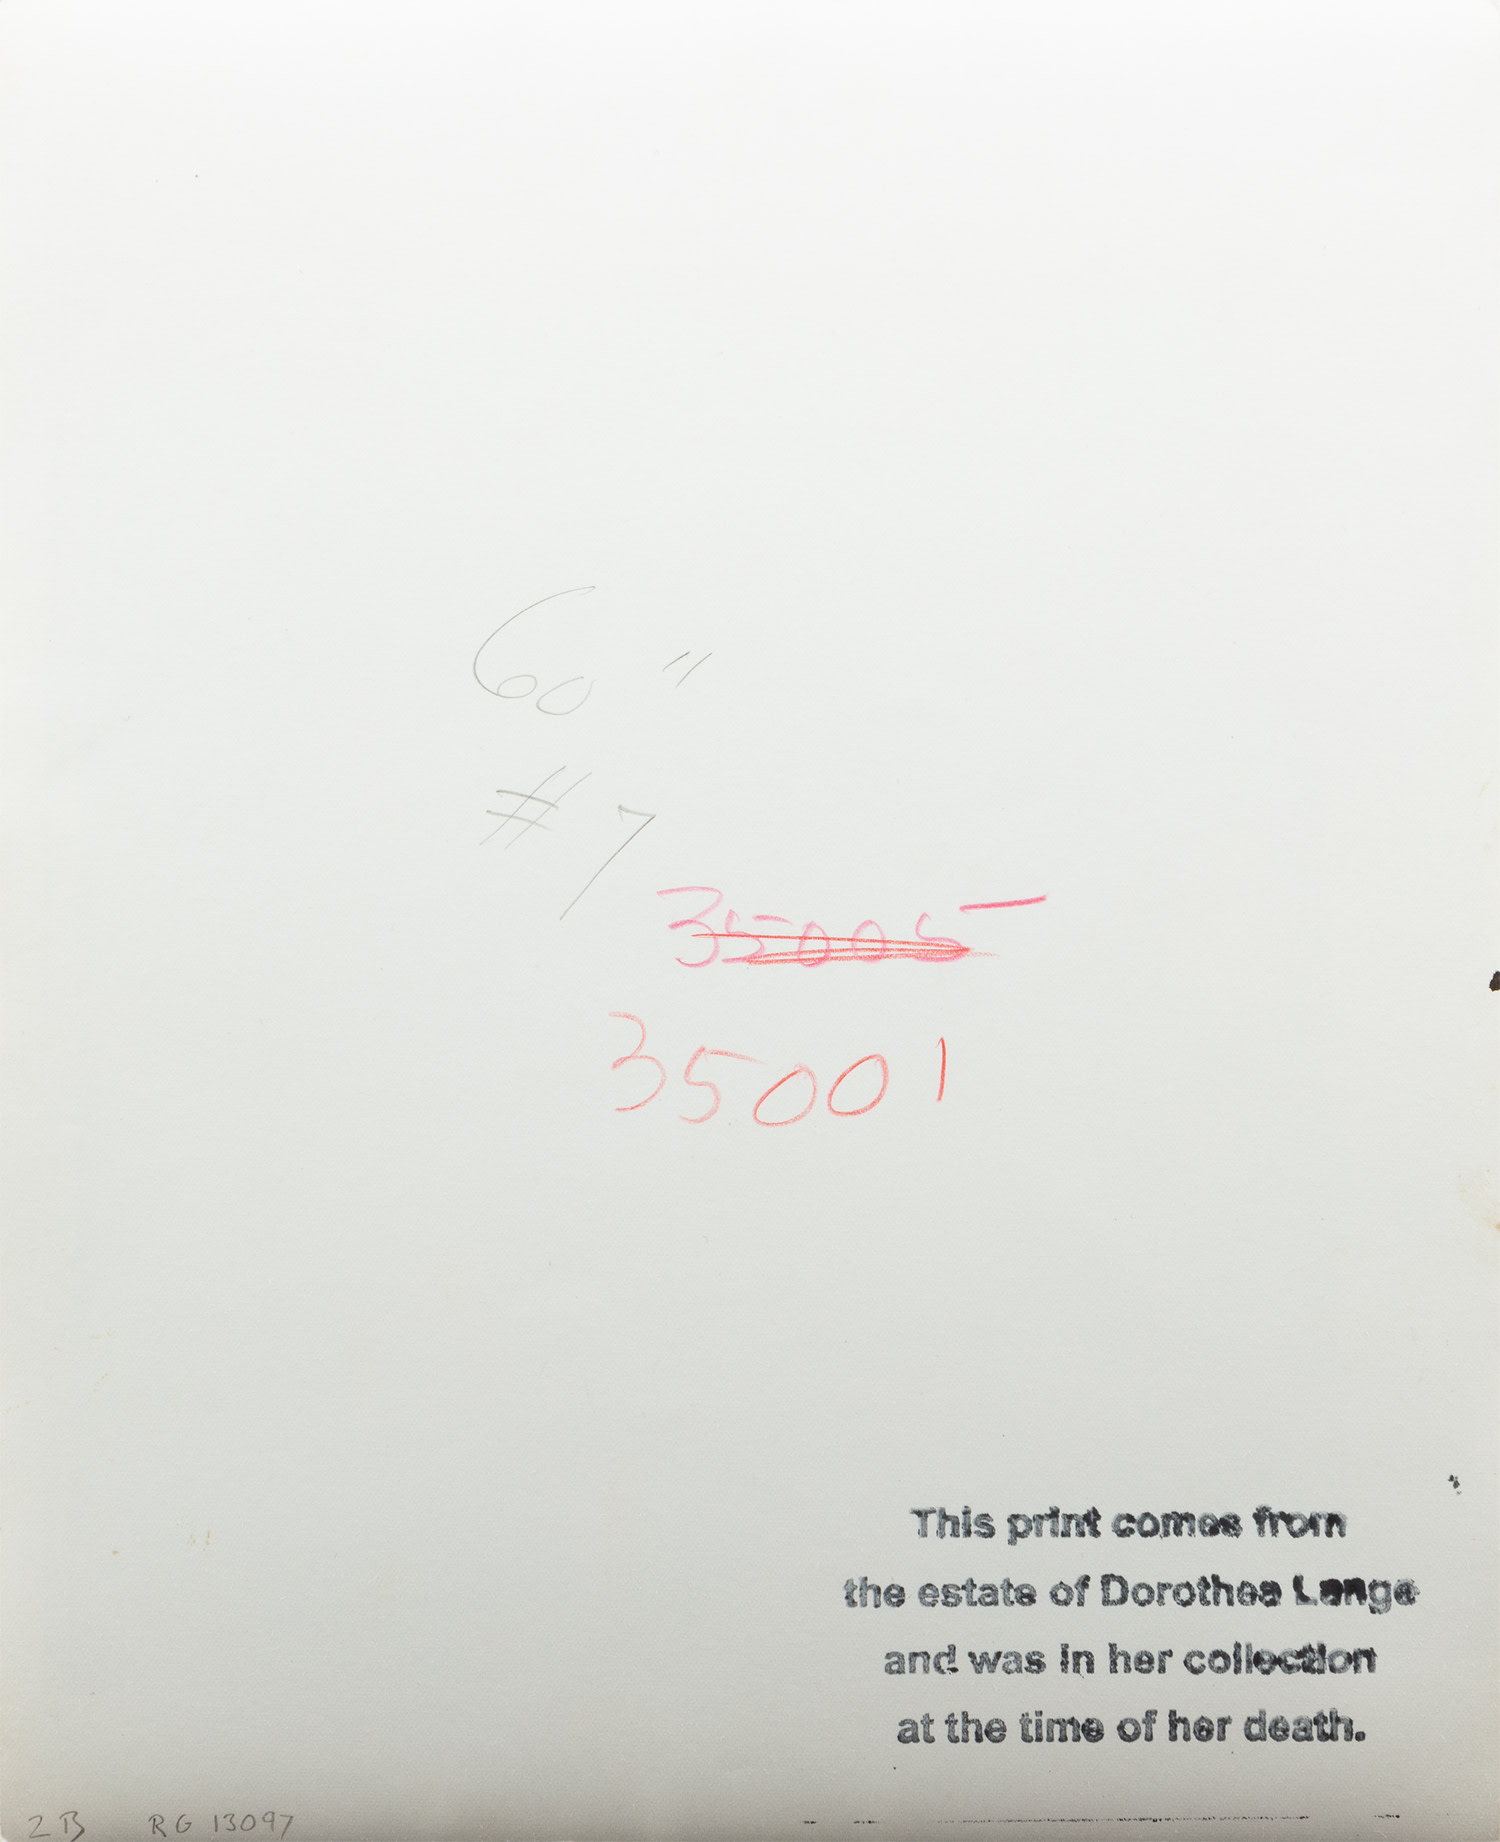 60"
#7
35005
35001
This print comes from
the estate of Dorothea Lange
and was in her collection
at the time of her death.
2B RG 13097